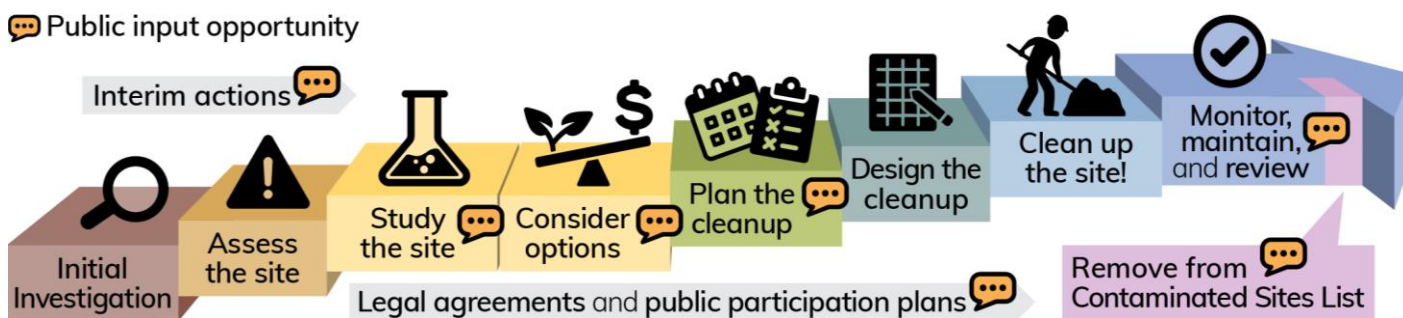 Public input opportunity
Interim actions
Initial
Investigation
Assess
the site
Study
the site
Consider
options
Plan the
cleanup
Design the
cleanup
Clean up
the site!
Monitor,
maintain,
and review
Legal agreements and public participation plans
Remove from
Contaminated Sites List